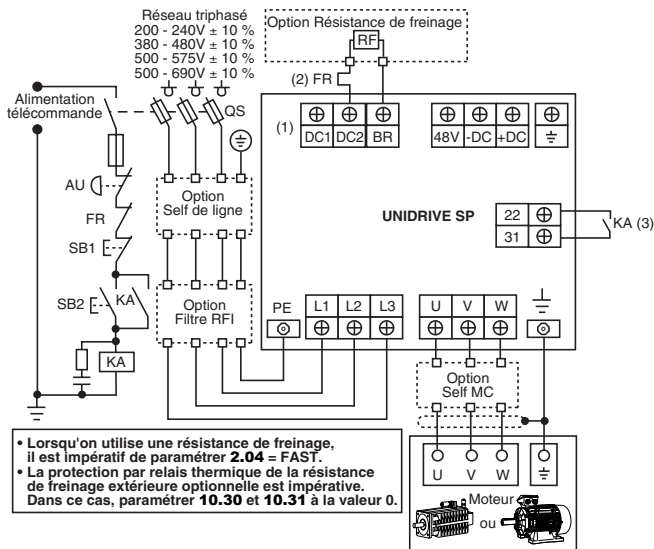 Réseau triphasé
200 - 240V ± 10 %
380 - 480V ± 10 %
500 - 575V ± 10 %
500 - 690V ± 10 %
Option Résistance de freinage
RF
(2) FR
Alimentation
télécommande
QS
(1)
DC1 DC2 BR
48V -DC +DC
AU
Option
Self de ligne
UNIDRIVE SP
22
31
KA (3)
FR
SB1
SB2
KA
Option
Filtre RFI
PE
L1 L2 L3
U V W
KA
Option
Self MC
• Lorsqu'on utilise une résistance de freinage,
il est impératif de paramétrer 2.04 = FAST.
• La protection par relais thermique de la résistance
de freinage extérieure optionnelle est impérative.
Dans ce cas, paramétrer 10.30 et 10.31 à la valeur 0.
U V W
Moteur
ou